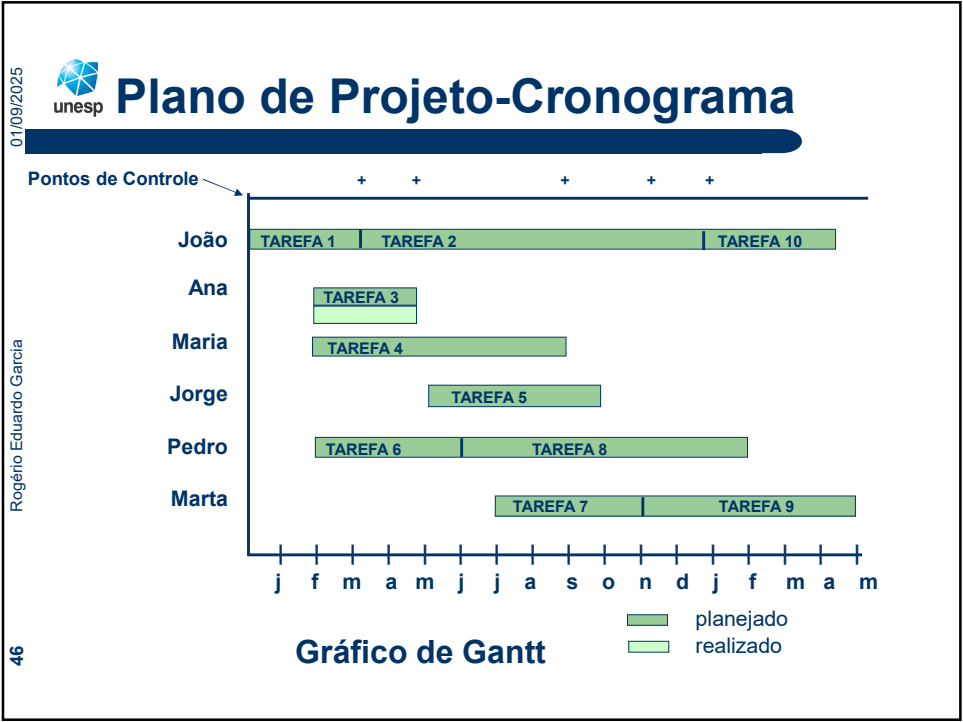 01/09/2025
unesp
Plano de Projeto-Cronograma
Pontos de Controle
+ + + + +
João
TAREFA 1 TAREFA 2 TAREFA 10
Ana
TAREFA 3
Maria
TAREFA 4
Jorge
TAREFA 5
Pedro
TAREFA 6 TAREFA 8
Marta
TAREFA 7 TAREFA 9
j f m a m j j a s o n d j f m a m
planejado
realizado
Gráfico de Gantt
Rogério Eduardo Garcia
46